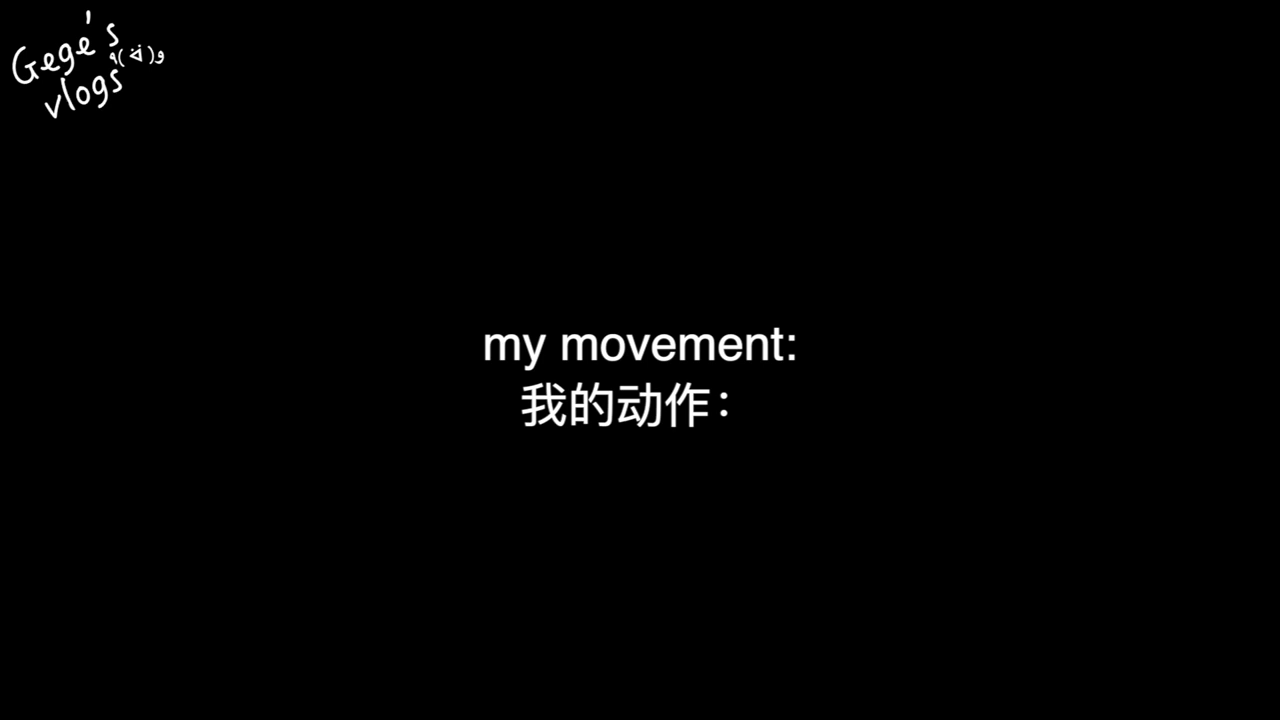 Gege's
vlogs
my movement:
我的动作：